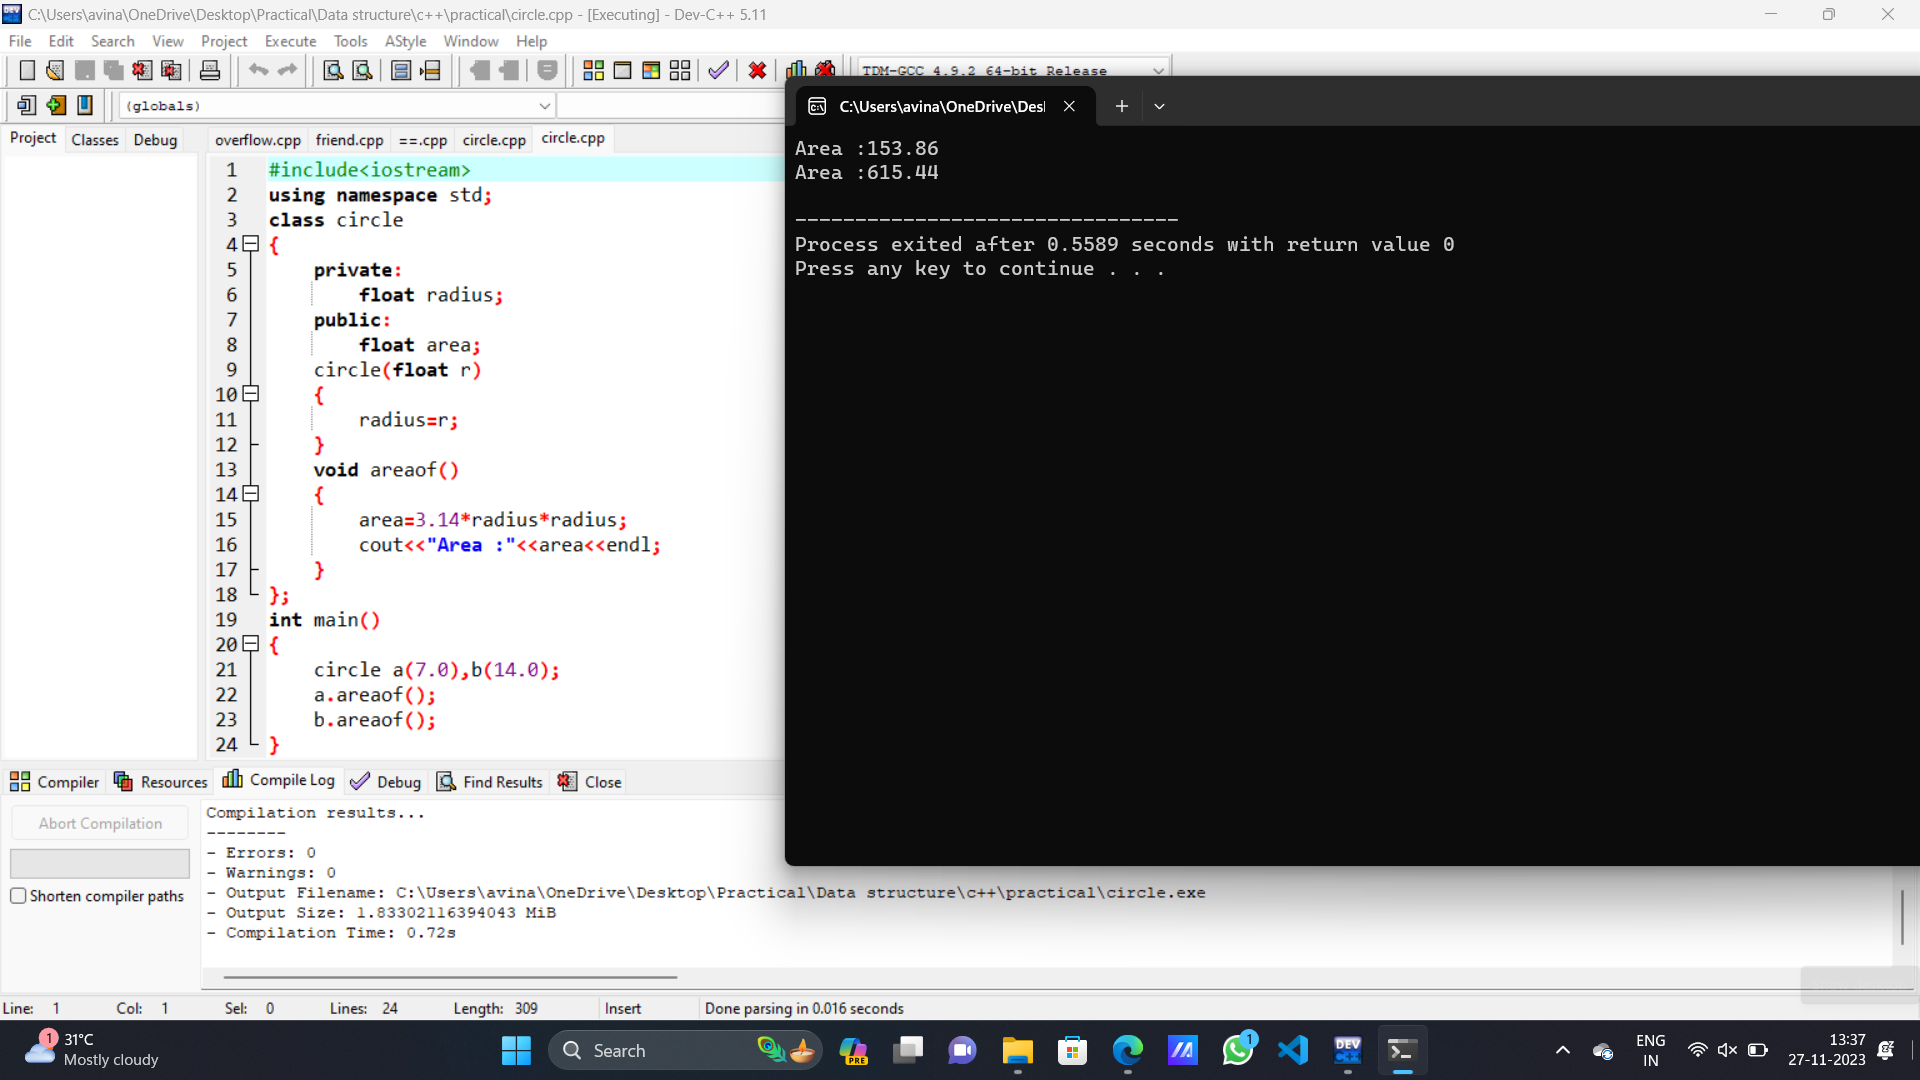 C:\Users\avina\OneDrive\Desktop\Practical\Data structure\c++\practical\circle.cpp - [Executing] - Dev-C++ 5.11
File Edit Search View Project Execute Tools AStyle Window Help
TDM-GCC 4.9.2 64-bit Release
(globals)
Project Classes Debug
overflow.cpp friend.cpp ==.cpp circle.cpp circle.cpp
1 #include<iostream>
2 using namespace std;
3 class circle
4 {
5 private:
6 float radius;
7 public:
8 float area;
9 circle(float r)
10 {
11 radius=r;
12 }
13 void areaof()
14 {
15 area=3.14*radius*radius;
16 cout<<"Area :"<<area<<endl;
17 }
18 };
19 int main()
20 {
21 circle a(7.0),b(14.0);
22 a.areaof();
23 b.areaof();
24 }
C:\Users\avina\OneDrive\Des
Area :153.86
Area :615.44
--------------------------------
Process exited after 0.5589 seconds with return value 0
Press any key to continue . . .
Compiler Resources Compile Log Debug Find Results Close
Abort Compilation
Shorten compiler paths
Compilation results...
--------
- Errors: 0
- Warnings: 0
- Output Filename: C:\Users\avina\OneDrive\Desktop\Practical\Data structure\c++\practical\circle.exe
- Output Size: 1.83302116394043 MiB
- Compilation Time: 0.72s
Line: 1 Col: 1 Sel: 0 Lines: 24 Length: 309 Insert Done parsing in 0.016 seconds
1
31°C
Mostly cloudy
Search
PRE
1
DEV
C++
ENG
IN
13:37
27-11-2023